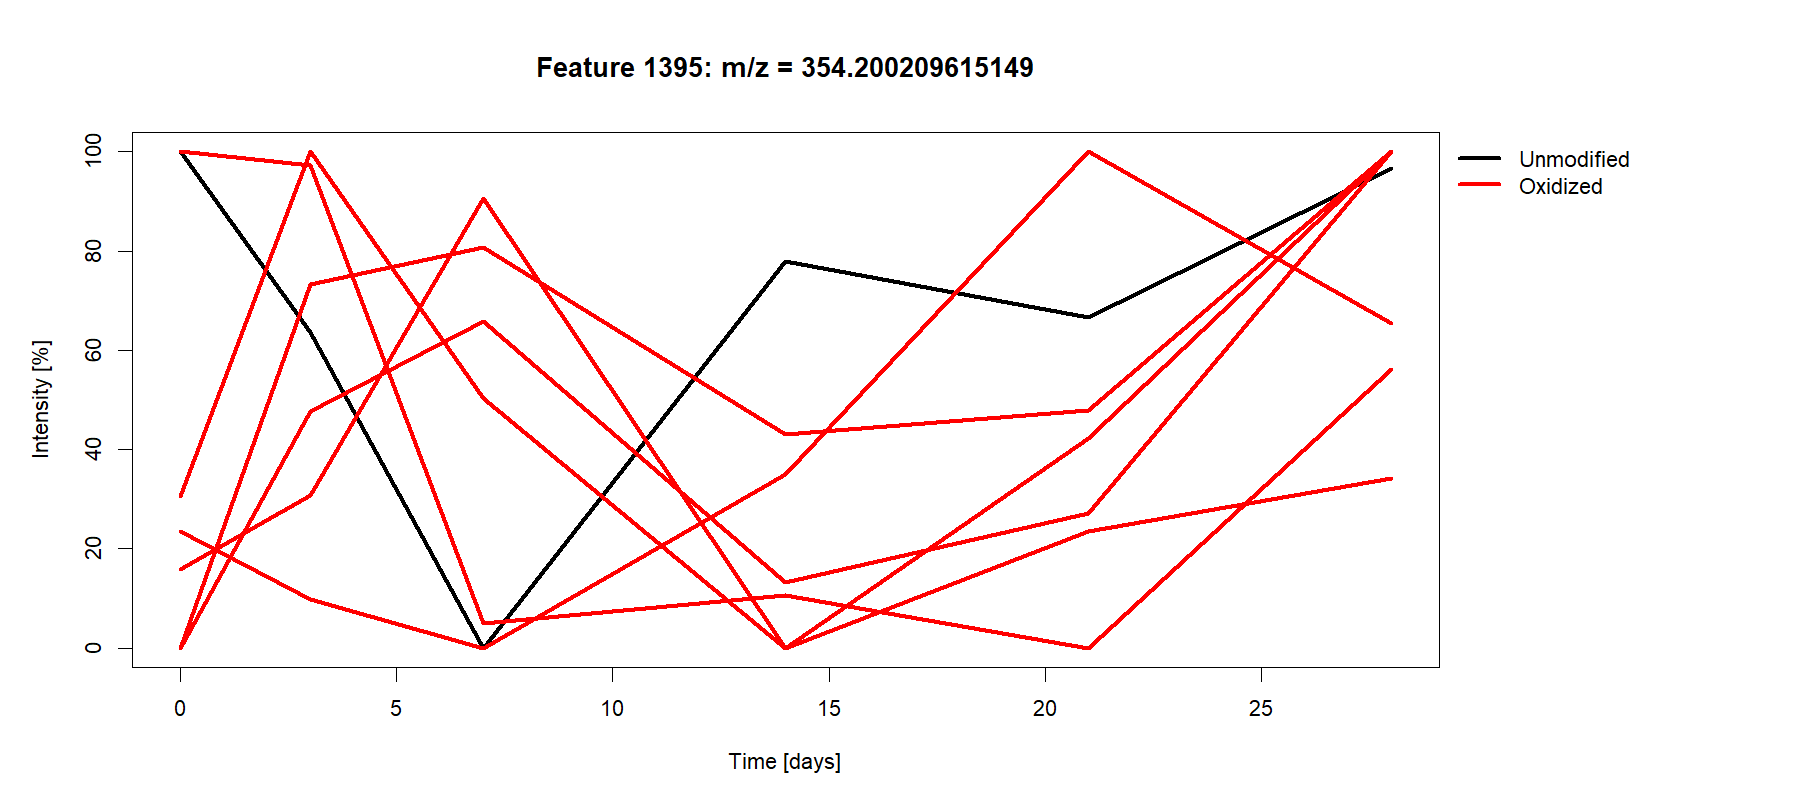 Feature 1395: m/z = 354.200209615149
Unmodified
Oxidized
Intensity [%]
100
80
60
40
20
0
0 5 10 15 20 25
Time [days]